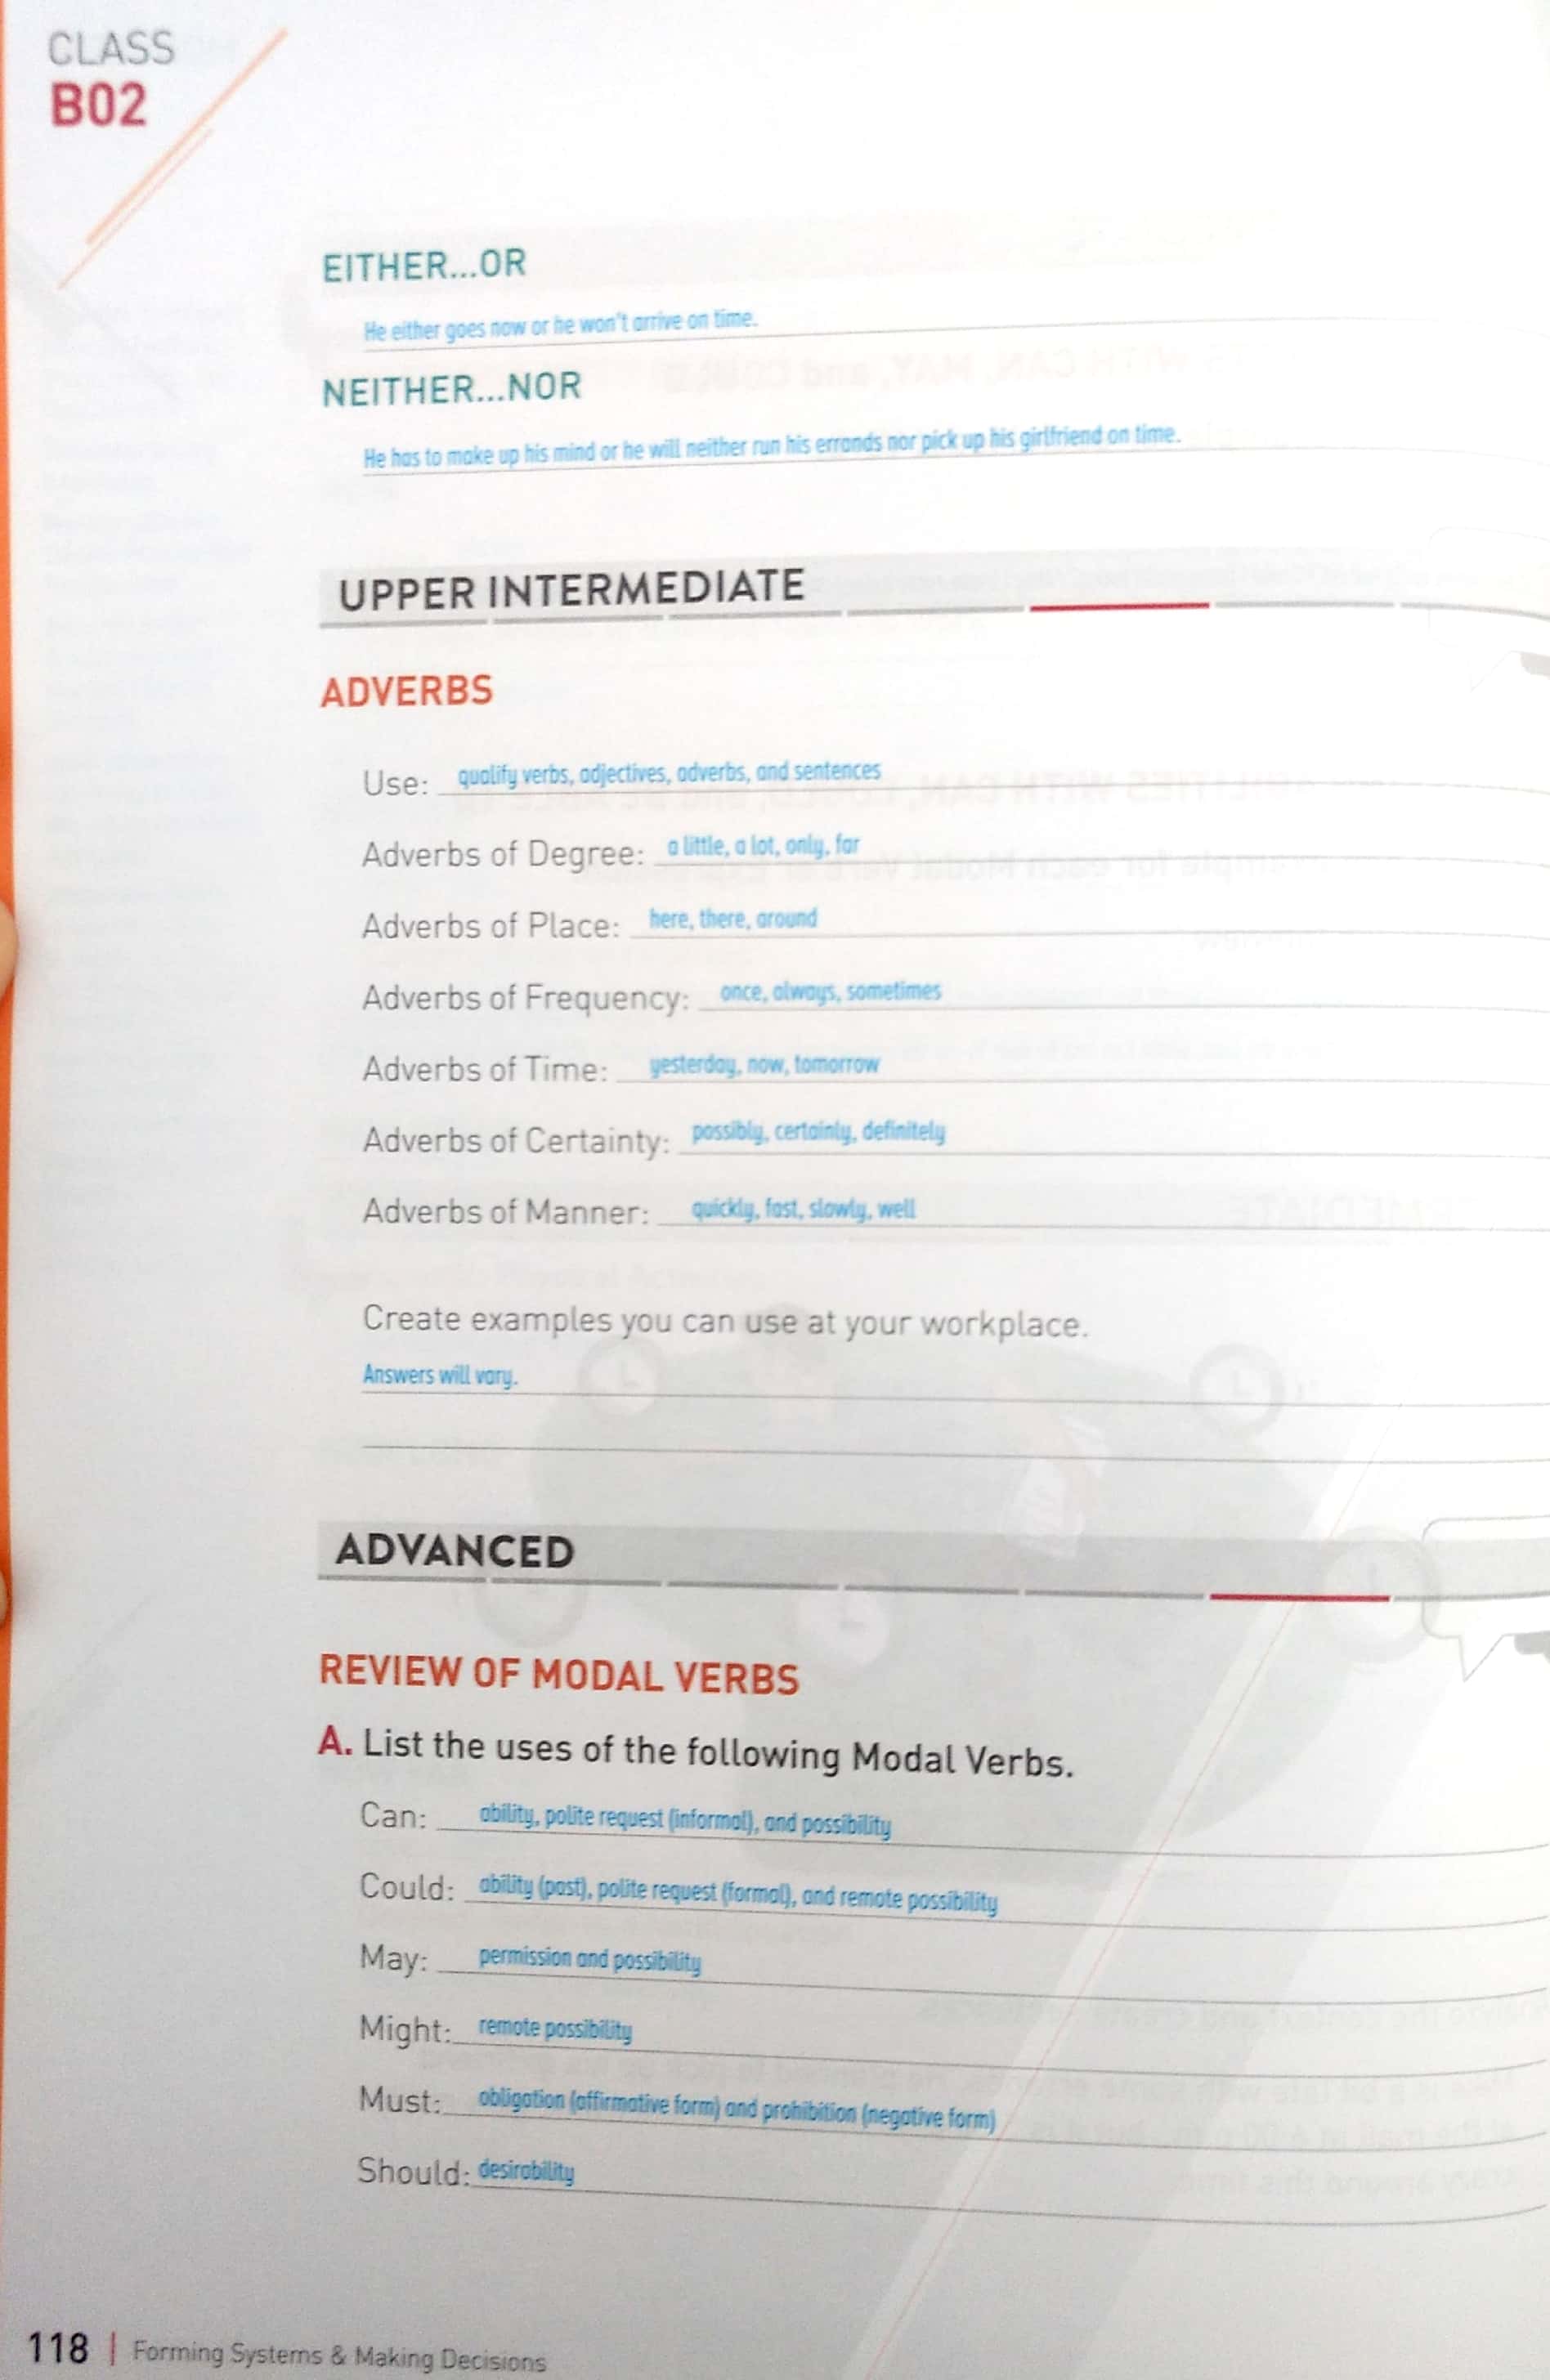 CLASS
B02
EITHER...OR
He either goes now or he won't arrive on time.
NEITHER...NOR
He has to make up his mind or he will neither run his errands nor pick up his girlfriend on time.
UPPER INTERMEDIATE
ADVERBS
Use: qualify verbs, adjectives, adverbs, and sentences
Adverbs of Degree: a little, a lot, only, far
Adverbs of Place: here, there, around
Adverbs of Frequency: once, always, sometimes
Adverbs of Time: yesterday, now, tomorrow
Adverbs of Certainty: possibly, certainly, definitely
Adverbs of Manner: quickly, fast, slowly, well
Create examples you can use at your workplace.
Answers will vary.
ADVANCED
REVIEW OF MODAL VERBS
A. List the uses of the following Modal Verbs.
Can: ability, polite request (informal), and possibility
Could: ability (past), polite request (formal), and remote possibility
May: permission and possibility
Might: remote possibility
Must: obligation (affirmative form) and prohibition (negative form)
Should: desirability
118 | Forming Systems & Making Decisions